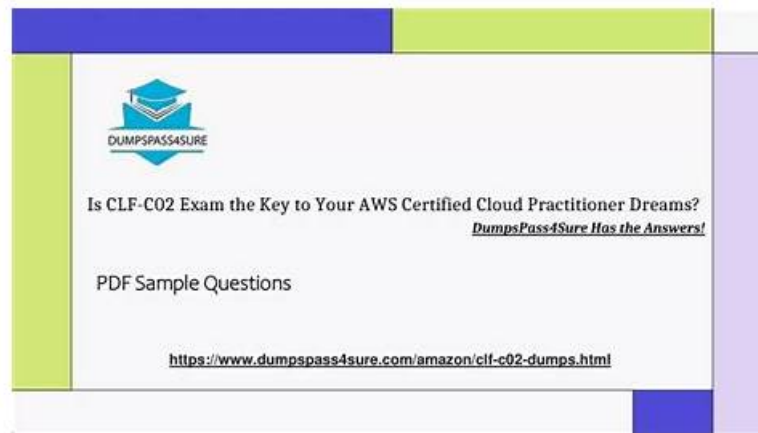 DUMPSPASS4SURE
Is CLF-C02 Exam the Key to Your AWS Certified Cloud Practitioner Dreams?
DumpsPass4Sure Has the Answers!
PDF Sample Questions
https://www.dumpspass4sure.com/amazon/clf-c02-dumps.html